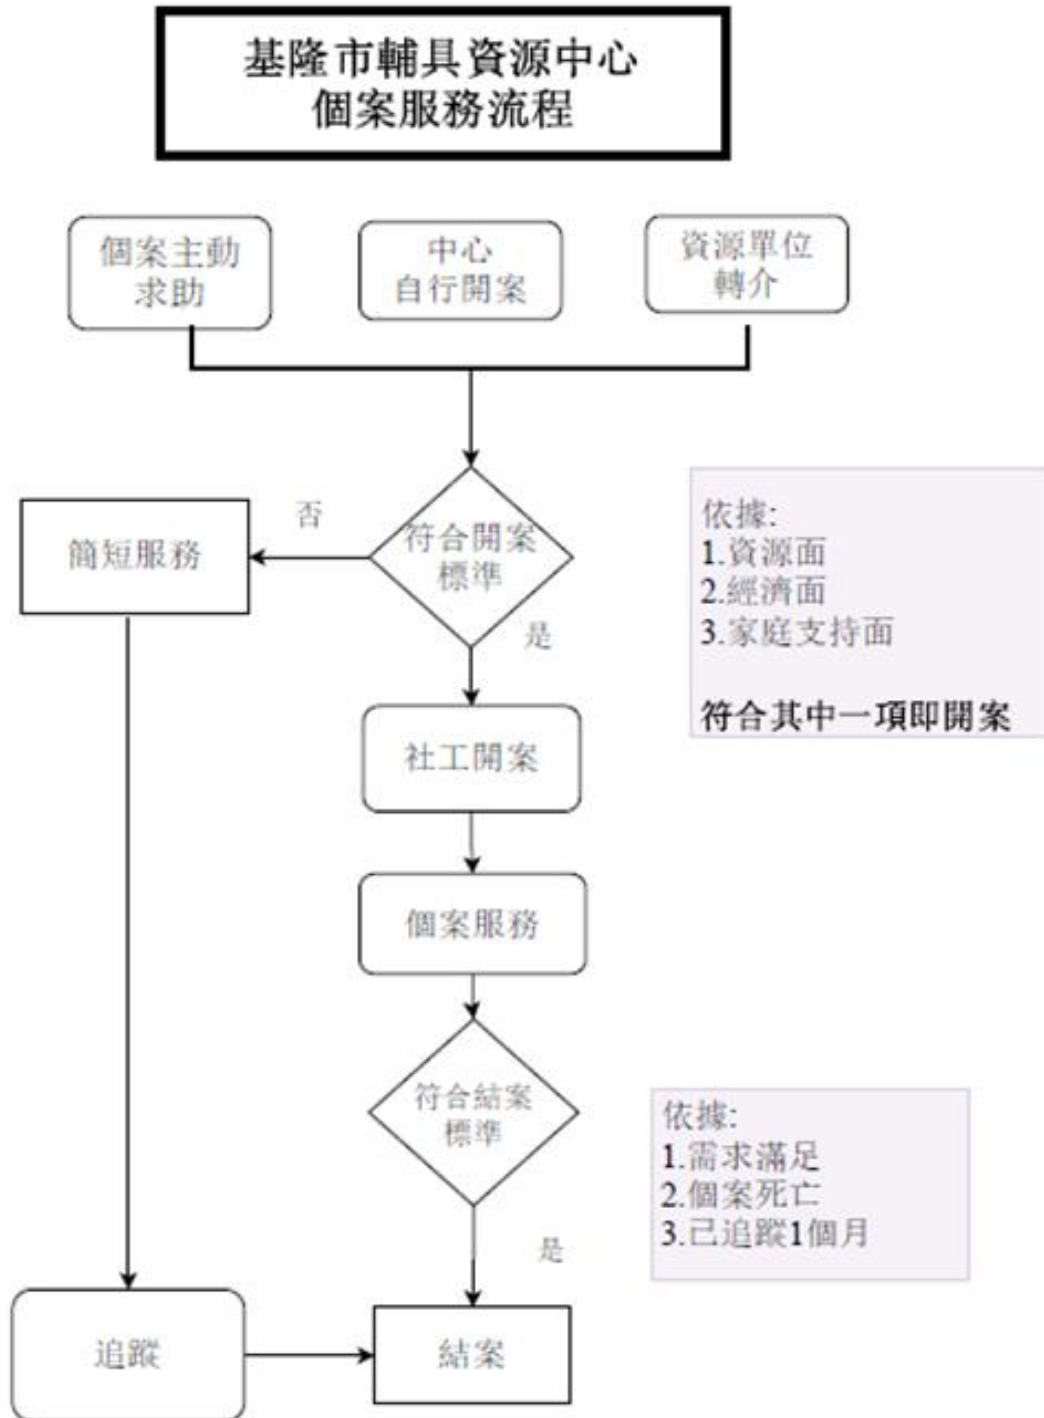 基隆市輔具資源中心
個案服務流程
個案主動
求助
中心
自行開案
資源單位
轉介
符合開案
標準
否
簡短服務
是
依據:
1.資源面
2.經濟面
3.家庭支持面
符合其中一項即開案
社工開案
個案服務
符合結案
標準
依據:
1.需求滿足
2.個案死亡
3.已追蹤1個月
是
追蹤
結案